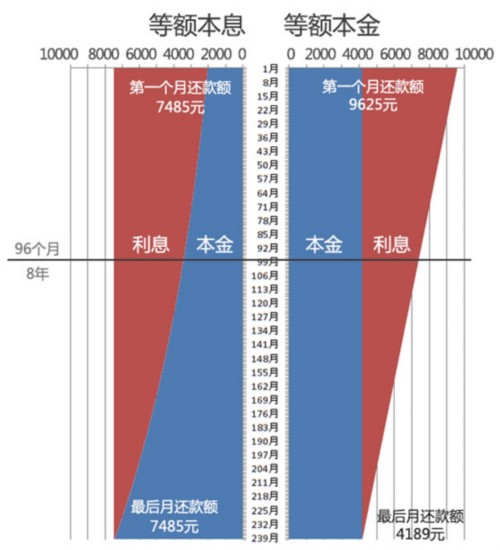 等额本息 等额本金
10000 8000 6000 4000 2000 0 0 2000 4000 6000 8000 10000
第一个月还款额
7485元
第一个月还款额
9625元
1月
8月
15月
22月
29月
36月
43月
50月
57月
64月
71月
78月
85月
92月
99月
106月
113月
120月
127月
134月
141月
148月
155月
162月
169月
176月
183月
190月
197月
204月
211月
218月
225月
232月
239月
利息 本金 本金 利息
96个月
8年
最后月还款额
7485元
最后月还款额
4189元